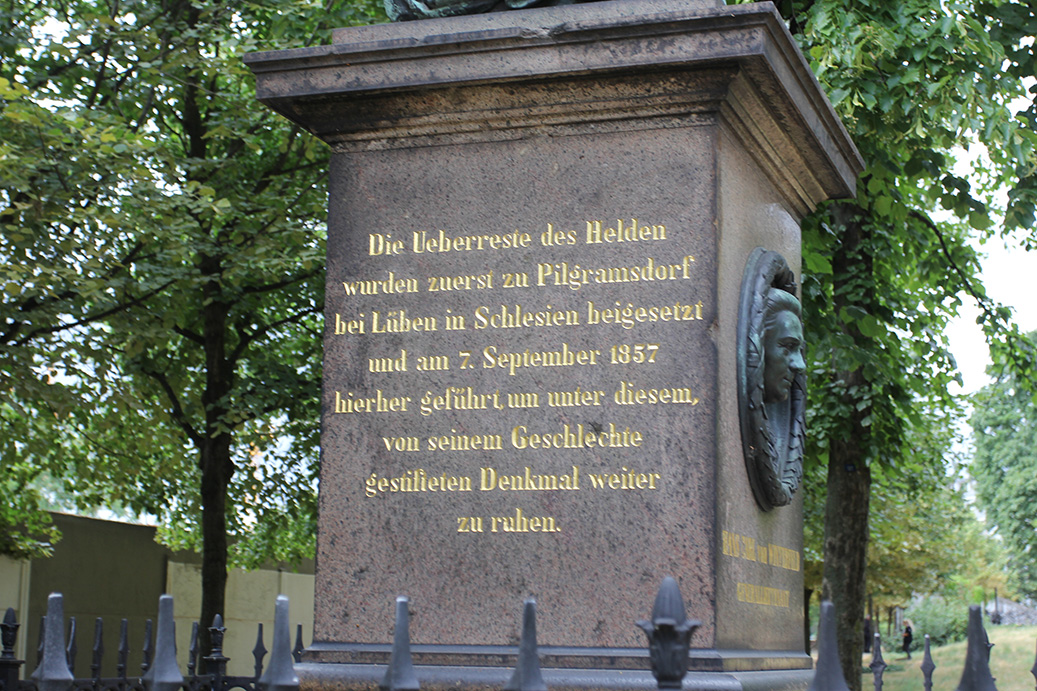 Die Ueberreste des Helden
wurden zuerst zu Pilgramsdorf
bei Lüben in Schlesien beigesetzt
und am 7. September 1857
hierher geführt, um unter diesem,
von seinem Geschlechte
gestifteten Denkmal weiter
zu ruhen.